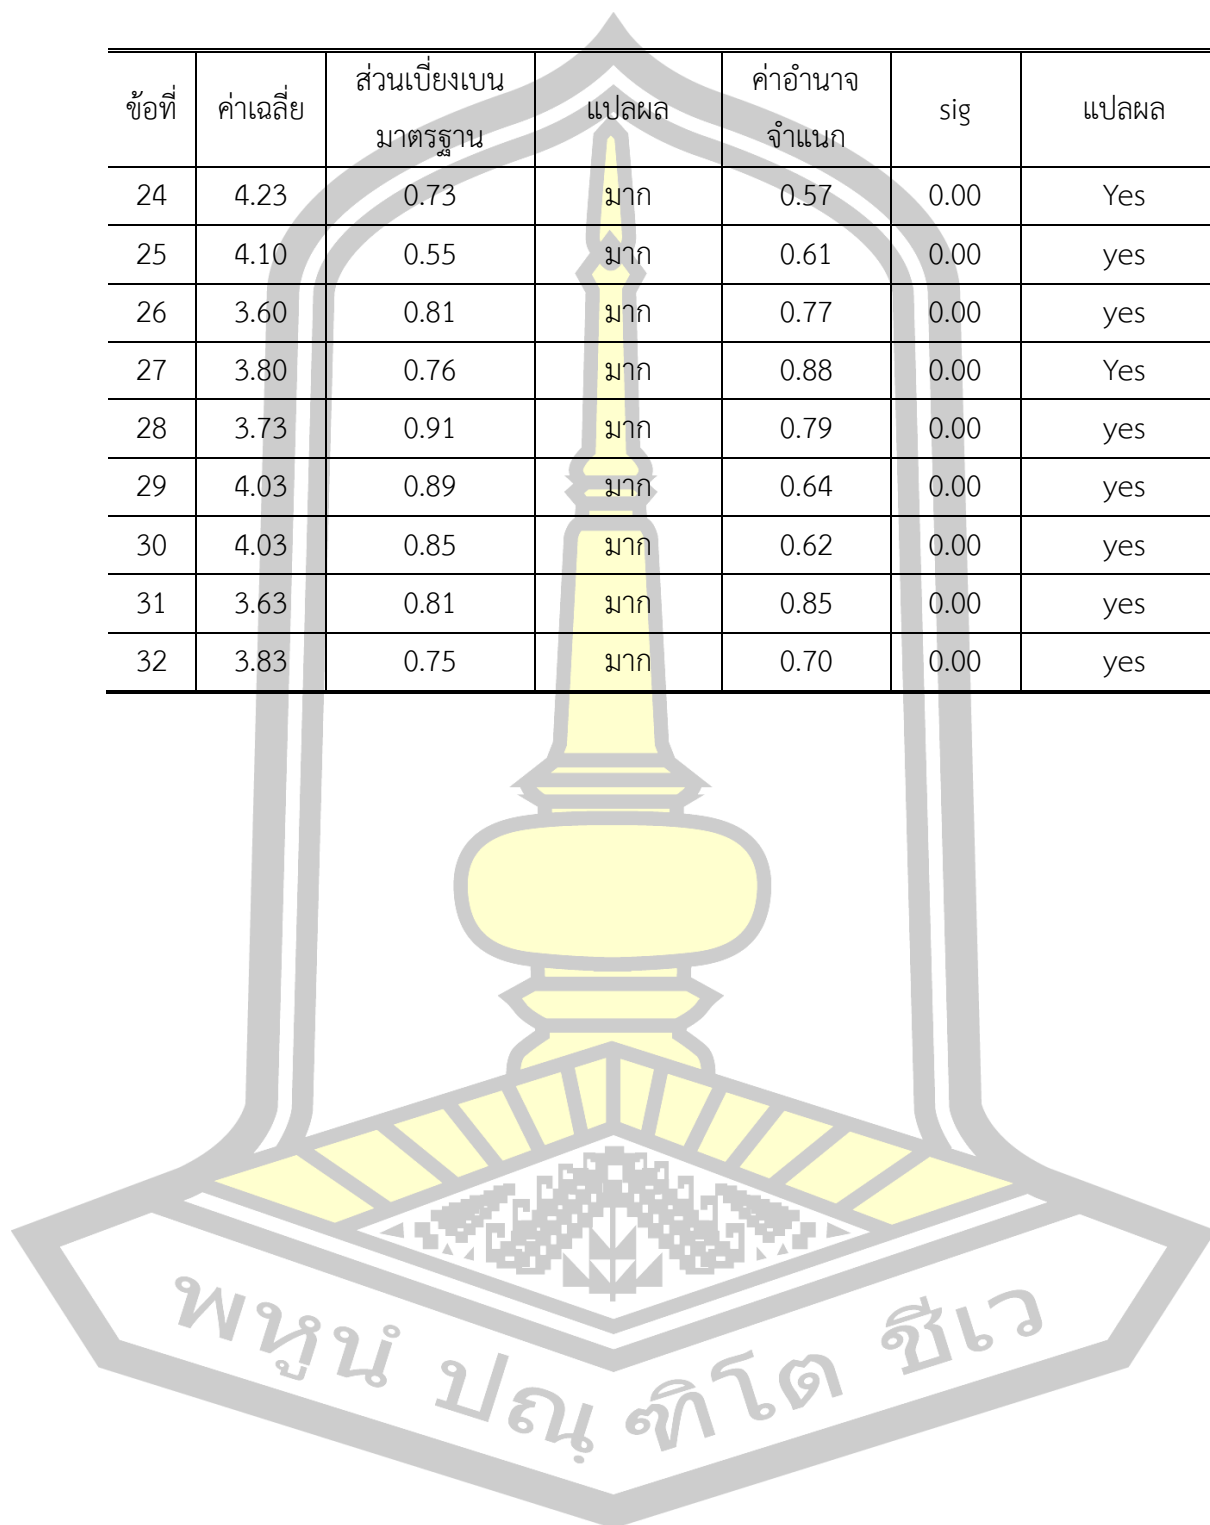 ข้อที่ ค่าเฉลี่ย ส่วนเบี่ยงเบน มาตรฐาน แปลผล ค่าอำนาจ จำแนก sig แปลผล
24 4.23 0.73 มาก 0.57 0.00 Yes
25 4.10 0.55 มาก 0.61 0.00 yes
26 3.60 0.81 มาก 0.77 0.00 yes
27 3.80 0.76 มาก 0.88 0.00 Yes
28 3.73 0.91 มาก 0.79 0.00 yes
29 4.03 0.89 มาก 0.64 0.00 yes
30 4.03 0.85 มาก 0.62 0.00 yes
31 3.63 0.81 มาก 0.85 0.00 yes
32 3.83 0.75 มาก 0.70 0.00 yes
พหูนํ ปณฺฑิโต ชีเว